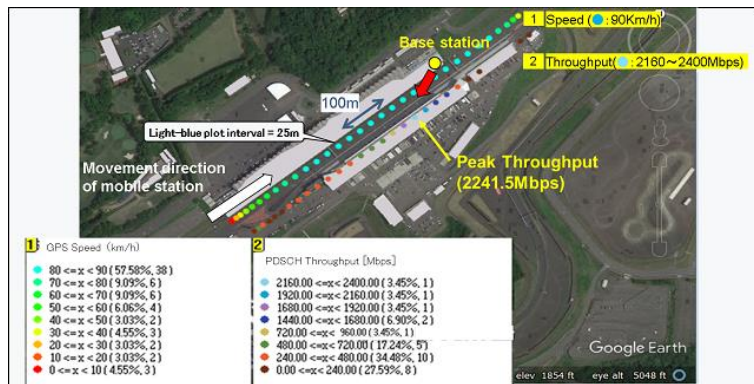 1 Speed (● : 90Km/h)
Base station
2 Throughput(● : 2160～2400Mbps)
100m
Light-blue plot interval = 25m
Movement direction
of mobile station
Peak Throughput
(2241.5Mbps)
1 GPS Speed (km/h)
80 <=x < 90 ( 57.58%, 38)
70 <=x < 80 ( 9.09%, 6)
60 <=x < 70 ( 9.09%, 6)
50 <=x < 60 ( 6.06%, 4)
40 <=x < 50 ( 3.03%, 2)
30 <=x < 40 ( 4.55%, 3)
20 <=x < 30 ( 3.03%, 2)
10 <=x < 20 ( 3.03%, 2)
0 <=x < 10 ( 4.55%, 3)
2 PDSCH Throughput [Mbps]
2160.00 <=x< 2400.00 ( 3.45%, 1)
1920.00 <=x< 2160.00 ( 3.45%, 1)
1680.00 <=x< 1920.00 ( 3.45%, 1)
1440.00 <=x< 1680.00 ( 6.90%, 2)
720.00 <=x< 960.00 ( 3.45%, 1)
480.00 <=x< 720.00 ( 17.24%, 5)
240.00 <=x< 480.00 ( 34.48%, 10)
0.00 <=x< 240.00 ( 27.59%, 8)
Google Earth
elev 1854 ft eye alt 5048 ft